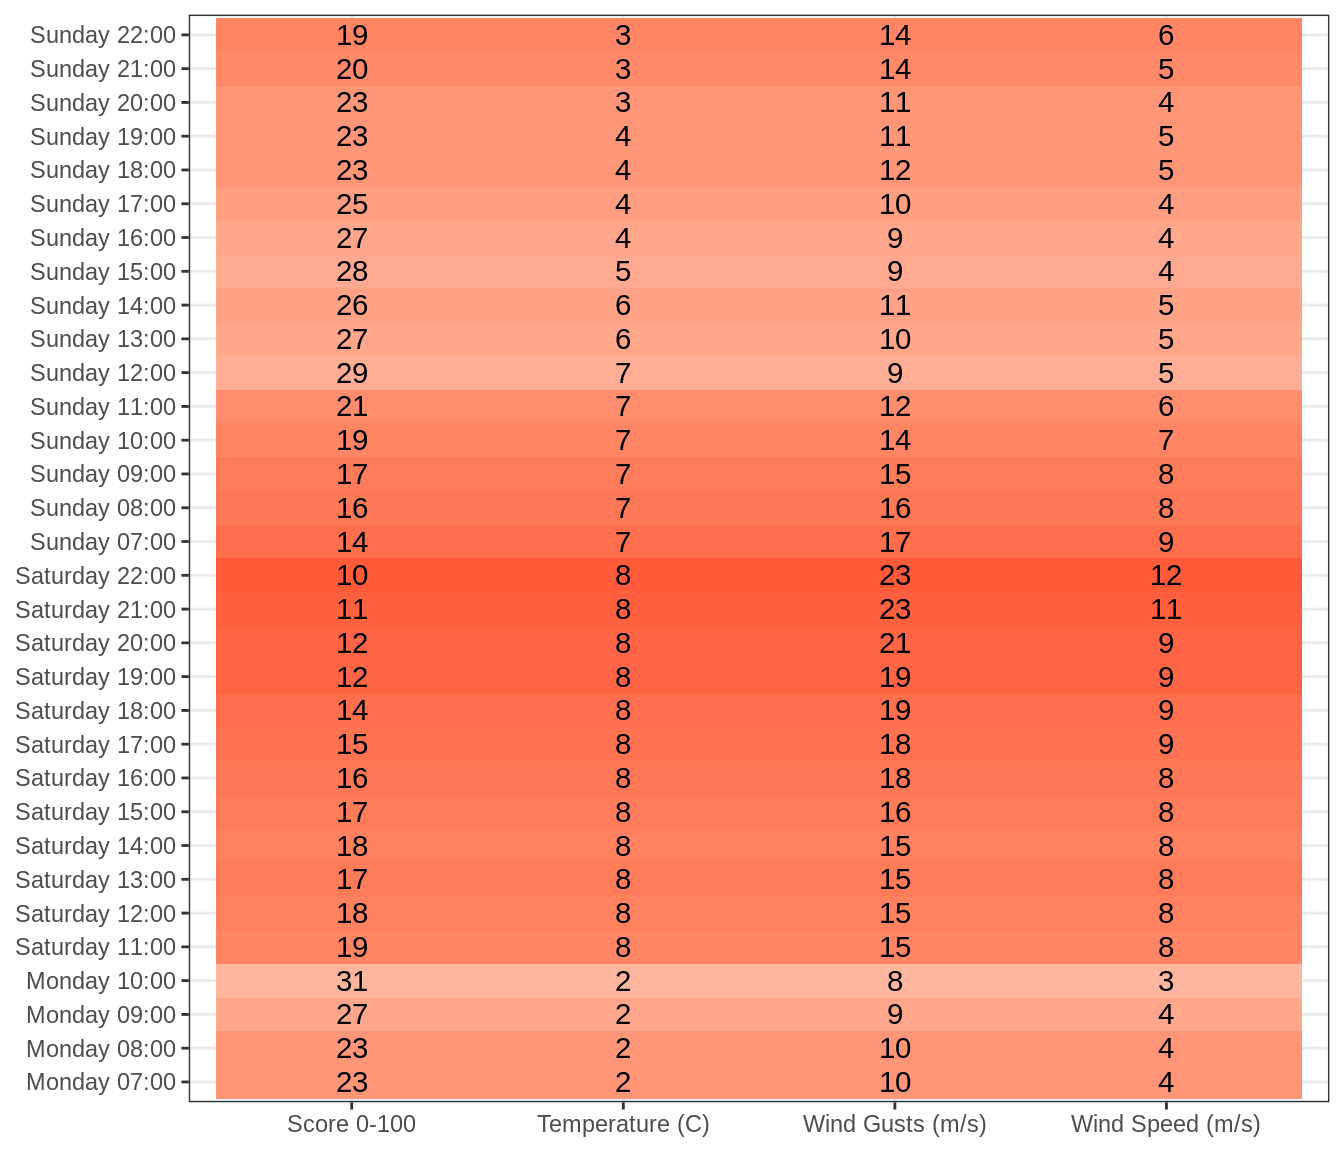 Sunday 22:00 19 3 14 6
Sunday 21:00 20 3 14 5
Sunday 20:00 23 3 11 4
Sunday 19:00 23 4 11 5
Sunday 18:00 23 4 12 5
Sunday 17:00 25 4 10 4
Sunday 16:00 27 4 9 4
Sunday 15:00 28 5 9 4
Sunday 14:00 26 6 11 5
Sunday 13:00 27 6 10 5
Sunday 12:00 29 7 9 5
Sunday 11:00 21 7 12 6
Sunday 10:00 19 7 14 7
Sunday 09:00 17 7 15 8
Sunday 08:00 16 7 16 8
Sunday 07:00 14 7 17 9
Saturday 22:00 10 8 23 12
Saturday 21:00 11 8 23 11
Saturday 20:00 12 8 21 9
Saturday 19:00 12 8 19 9
Saturday 18:00 14 8 19 9
Saturday 17:00 15 8 18 9
Saturday 16:00 16 8 18 8
Saturday 15:00 17 8 16 8
Saturday 14:00 18 8 15 8
Saturday 13:00 17 8 15 8
Saturday 12:00 18 8 15 8
Saturday 11:00 19 8 15 8
Monday 10:00 31 2 8 3
Monday 09:00 27 2 9 4
Monday 08:00 23 2 10 4
Monday 07:00 23 2 10 4
Score 0-100 Temperature (C) Wind Gusts (m/s) Wind Speed (m/s)